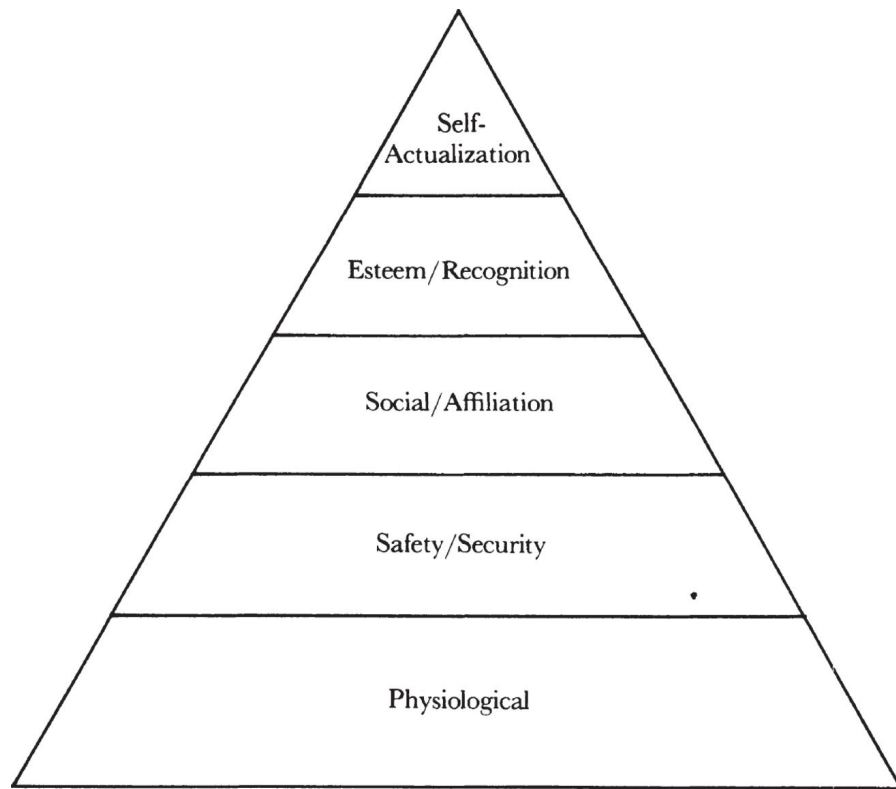 Self-
Actualization
Esteem/Recognition
Social/Affiliation
Safety/Security
Physiological